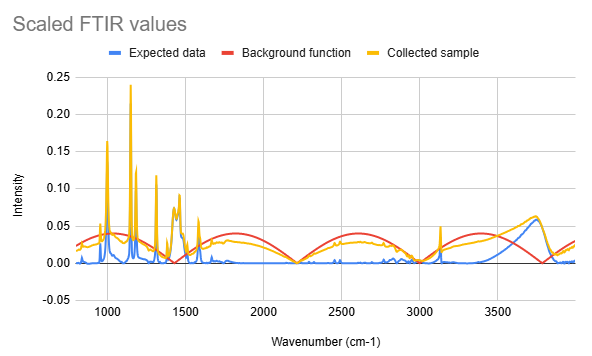 Scaled FTIR values
Expected data Background function Collected sample
0.25
0.20
0.15
0.10
0.05
0.00
-0.05
Intensity
1000 1500 2000 2500 3000 3500
Wavenumber (cm-1)